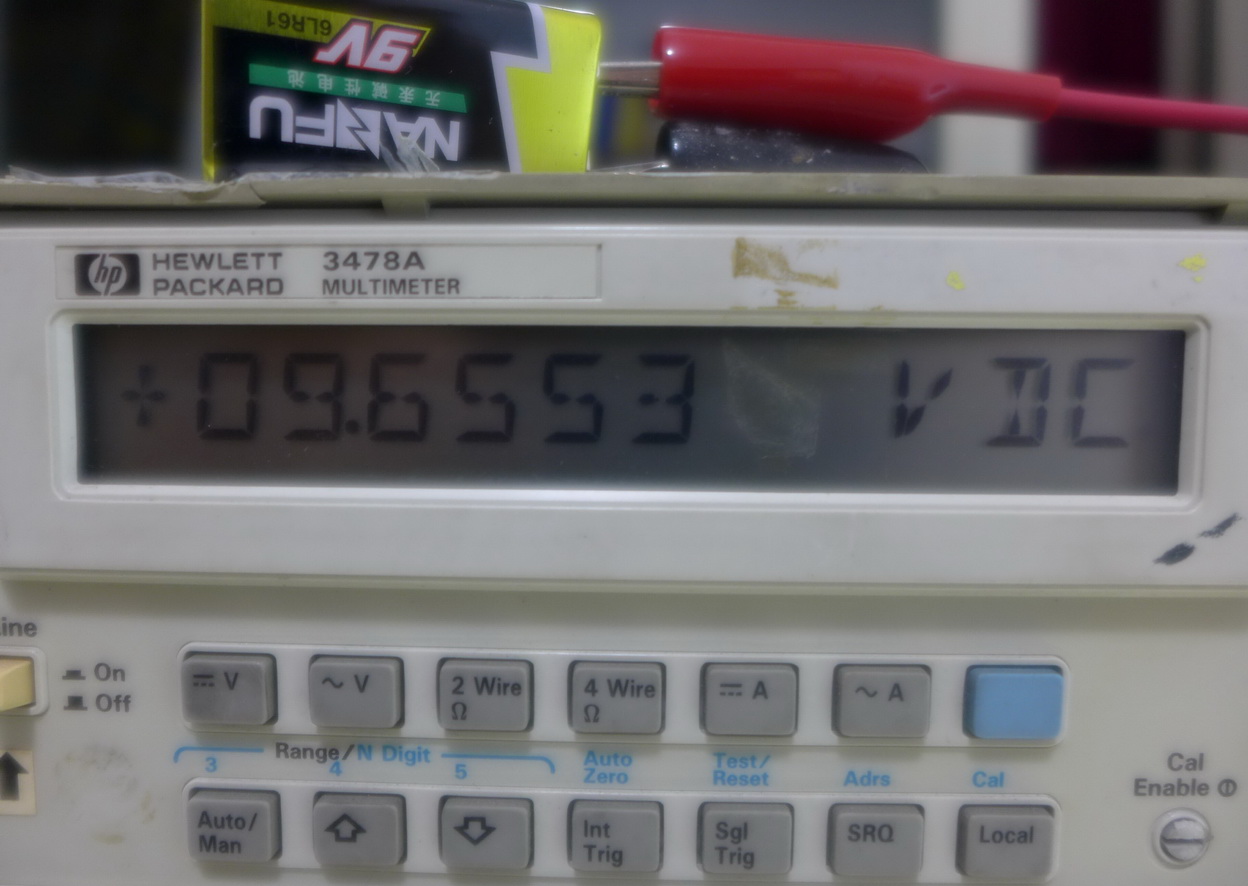 6LR61
9V
无汞碱性电池
NANFU
hp HEWLETT PACKARD 3478A MULTIMETER
+09.6553 V DC
Line
On
Off
⎓ V
~ V
2 Wire Ω
4 Wire Ω
⎓ A
~ A
Range/N Digit
3 4 5
Auto Zero
Test/Reset
Adrs
Cal
Auto/Man
Int Trig
Sgl Trig
SRQ
Local
Cal Enable